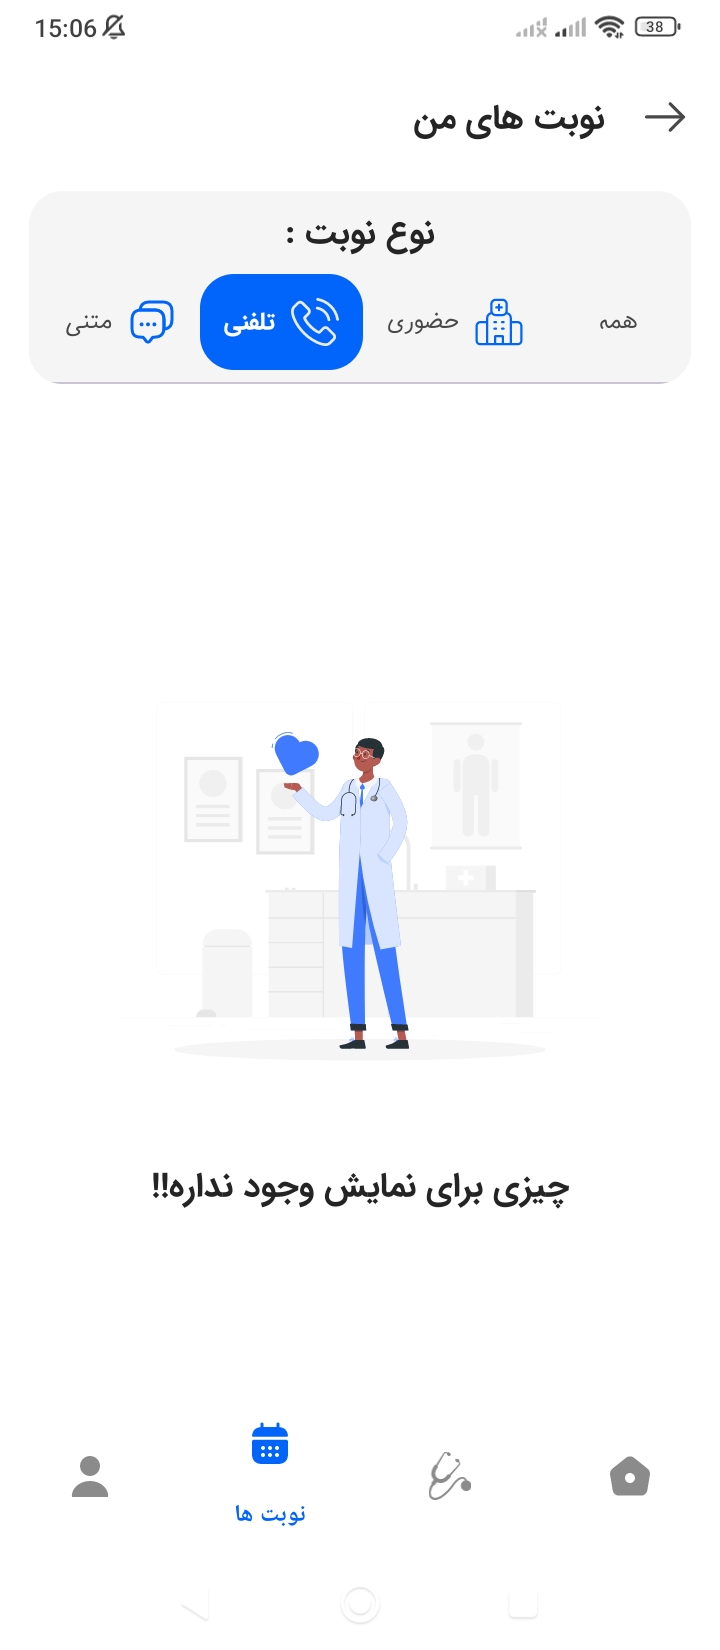 15:06
38
نوبت های من
نوع نوبت :
همه
حضوری
تلفنی
متنی
چیزی برای نمایش وجود نداره!!
نوبت ها